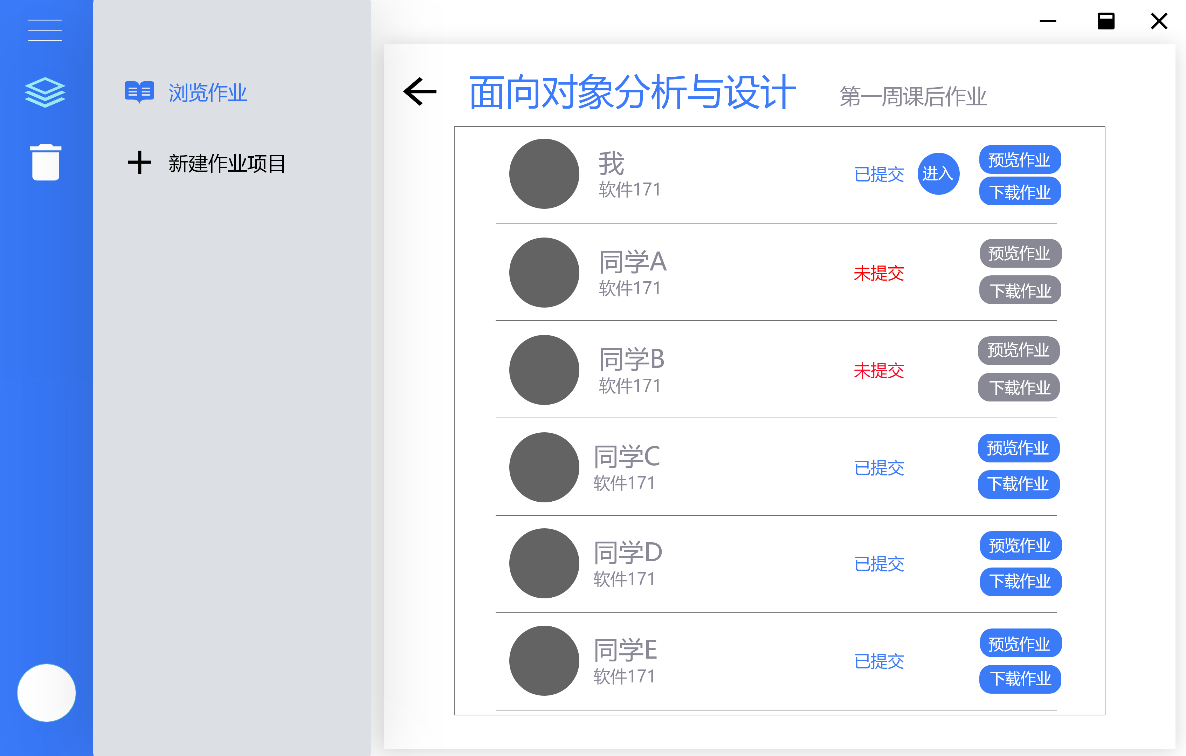 浏览作业
新建作业项目
面向对象分析与设计 第一周课后作业
我
软件171
已提交 进入
预览作业
下载作业
同学A
软件171
未提交
预览作业
下载作业
同学B
软件171
未提交
预览作业
下载作业
同学C
软件171
已提交
预览作业
下载作业
同学D
软件171
已提交
预览作业
下载作业
同学E
软件171
已提交
预览作业
下载作业